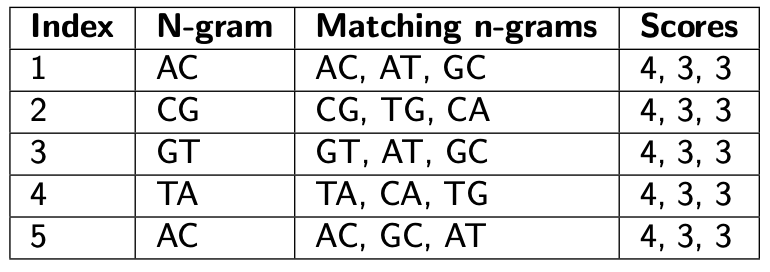 Index N-gram Matching n-grams Scores
1 AC AC, AT, GC 4, 3, 3
2 CG CG, TG, CA 4, 3, 3
3 GT GT, AT, GC 4, 3, 3
4 TA TA, CA, TG 4, 3, 3
5 AC AC, GC, AT 4, 3, 3